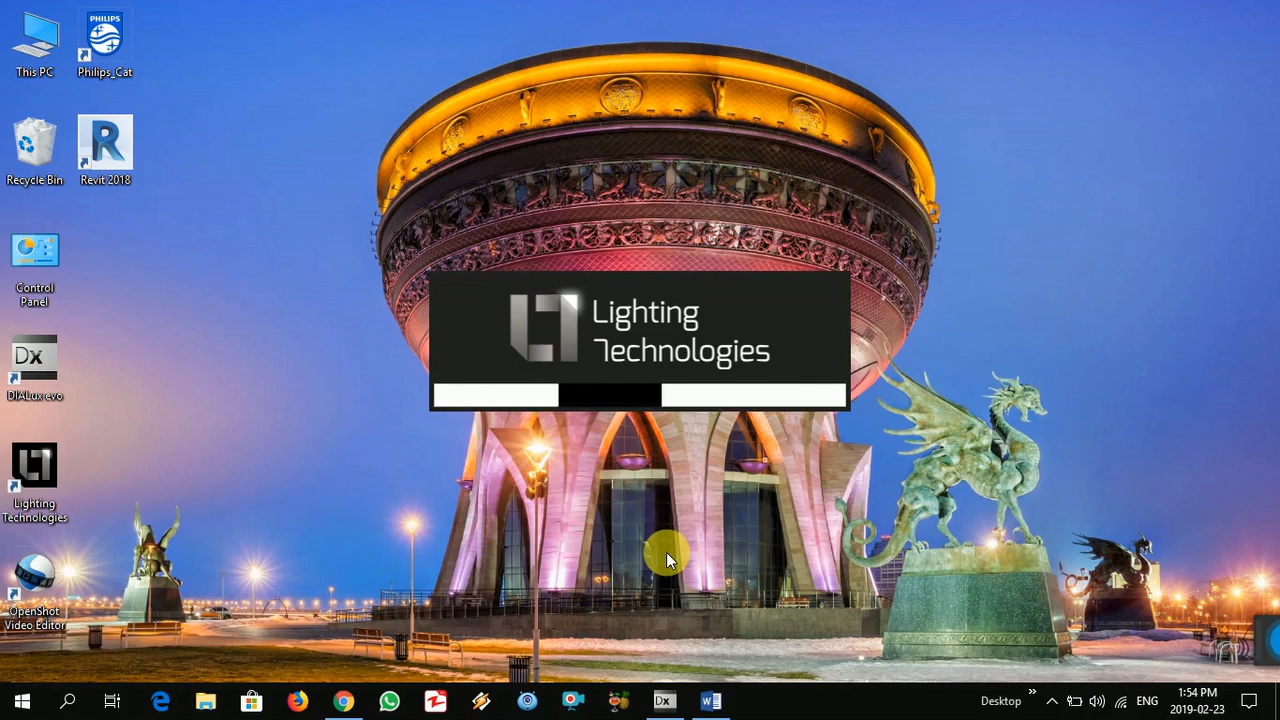 This PC
PHILIPS
Philips_Cat
Recycle Bin
R
Revit 2018
Control
Panel
Dx
DIALux evo
Lighting
Technologies
OpenShot
Video Editor
Lighting
Technologies
Dx
Desktop
ENG
1:54 PM
2019-02-23